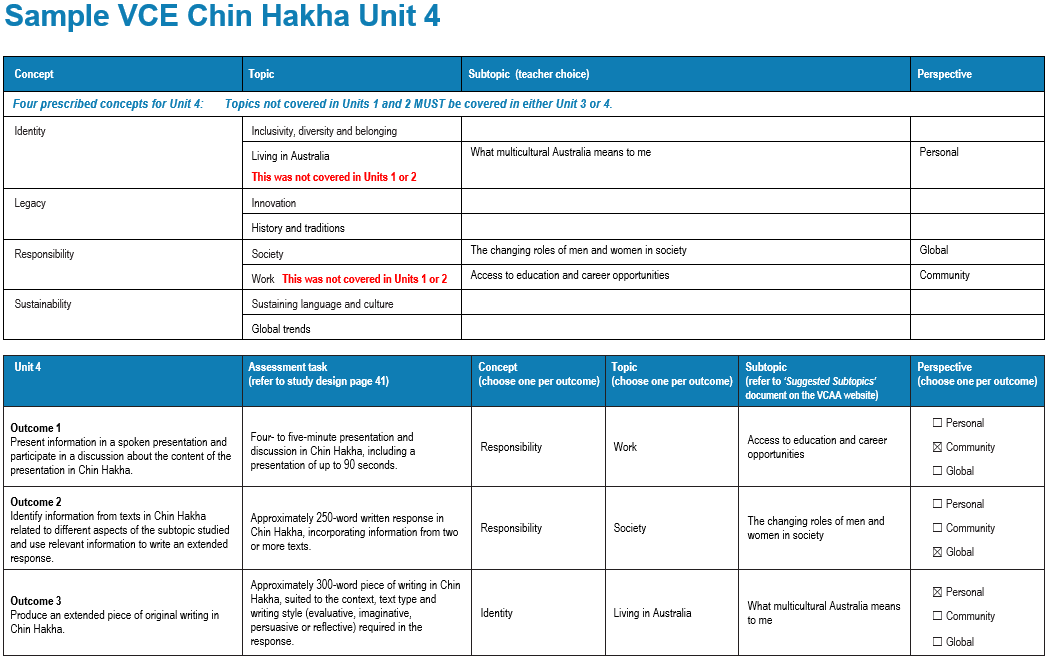 Sample VCE Chin Hakha Unit 4
Concept Topic Subtopic (teacher choice) Perspective
Four prescribed concepts for Unit 4: Topics not covered in Units 1 and 2 MUST be covered in either Unit 3 or 4.
Identity Inclusivity, diversity and belonging
Living in Australia What multicultural Australia means to me Personal
This was not covered in Units 1 or 2
Legacy Innovation
History and traditions
Responsibility Society The changing roles of men and women in society Global
Work This was not covered in Units 1 or 2 Access to education and career opportunities Community
Sustainability Sustaining language and culture
Global trends
Unit 4
Assessment task
(refer to study design page 41)
Concept
(choose one per outcome)
Topic
(choose one per outcome)
Subtopic
(refer to 'Suggested Subtopics'
document on the VCAA website)
Perspective
(choose one per outcome)
Outcome 1
Present information in a spoken presentation and
participate in a discussion about the content of the
presentation in Chin Hakha.
Four- to five-minute presentation and
discussion in Chin Hakha, including a
presentation of up to 90 seconds.
Responsibility
Work
Access to education and career
opportunities
☐ Personal
☒ Community
☐ Global
Outcome 2
Identify information from texts in Chin Hakha
related to different aspects of the subtopic studied
and use relevant information to write an extended
response.
Approximately 250-word written response in
Chin Hakha, incorporating information from two
or more texts.
Responsibility
Society
The changing roles of men and
women in society
☐ Personal
☐ Community
☒ Global
Outcome 3
Produce an extended piece of original writing in
Chin Hakha.
Approximately 300-word piece of writing in Chin
Hakha, suited to the context, text type and
writing style (evaluative, imaginative,
persuasive or reflective) required in the
response.
Identity
Living in Australia
What multicultural Australia means
to me
☒ Personal
☐ Community
☐ Global